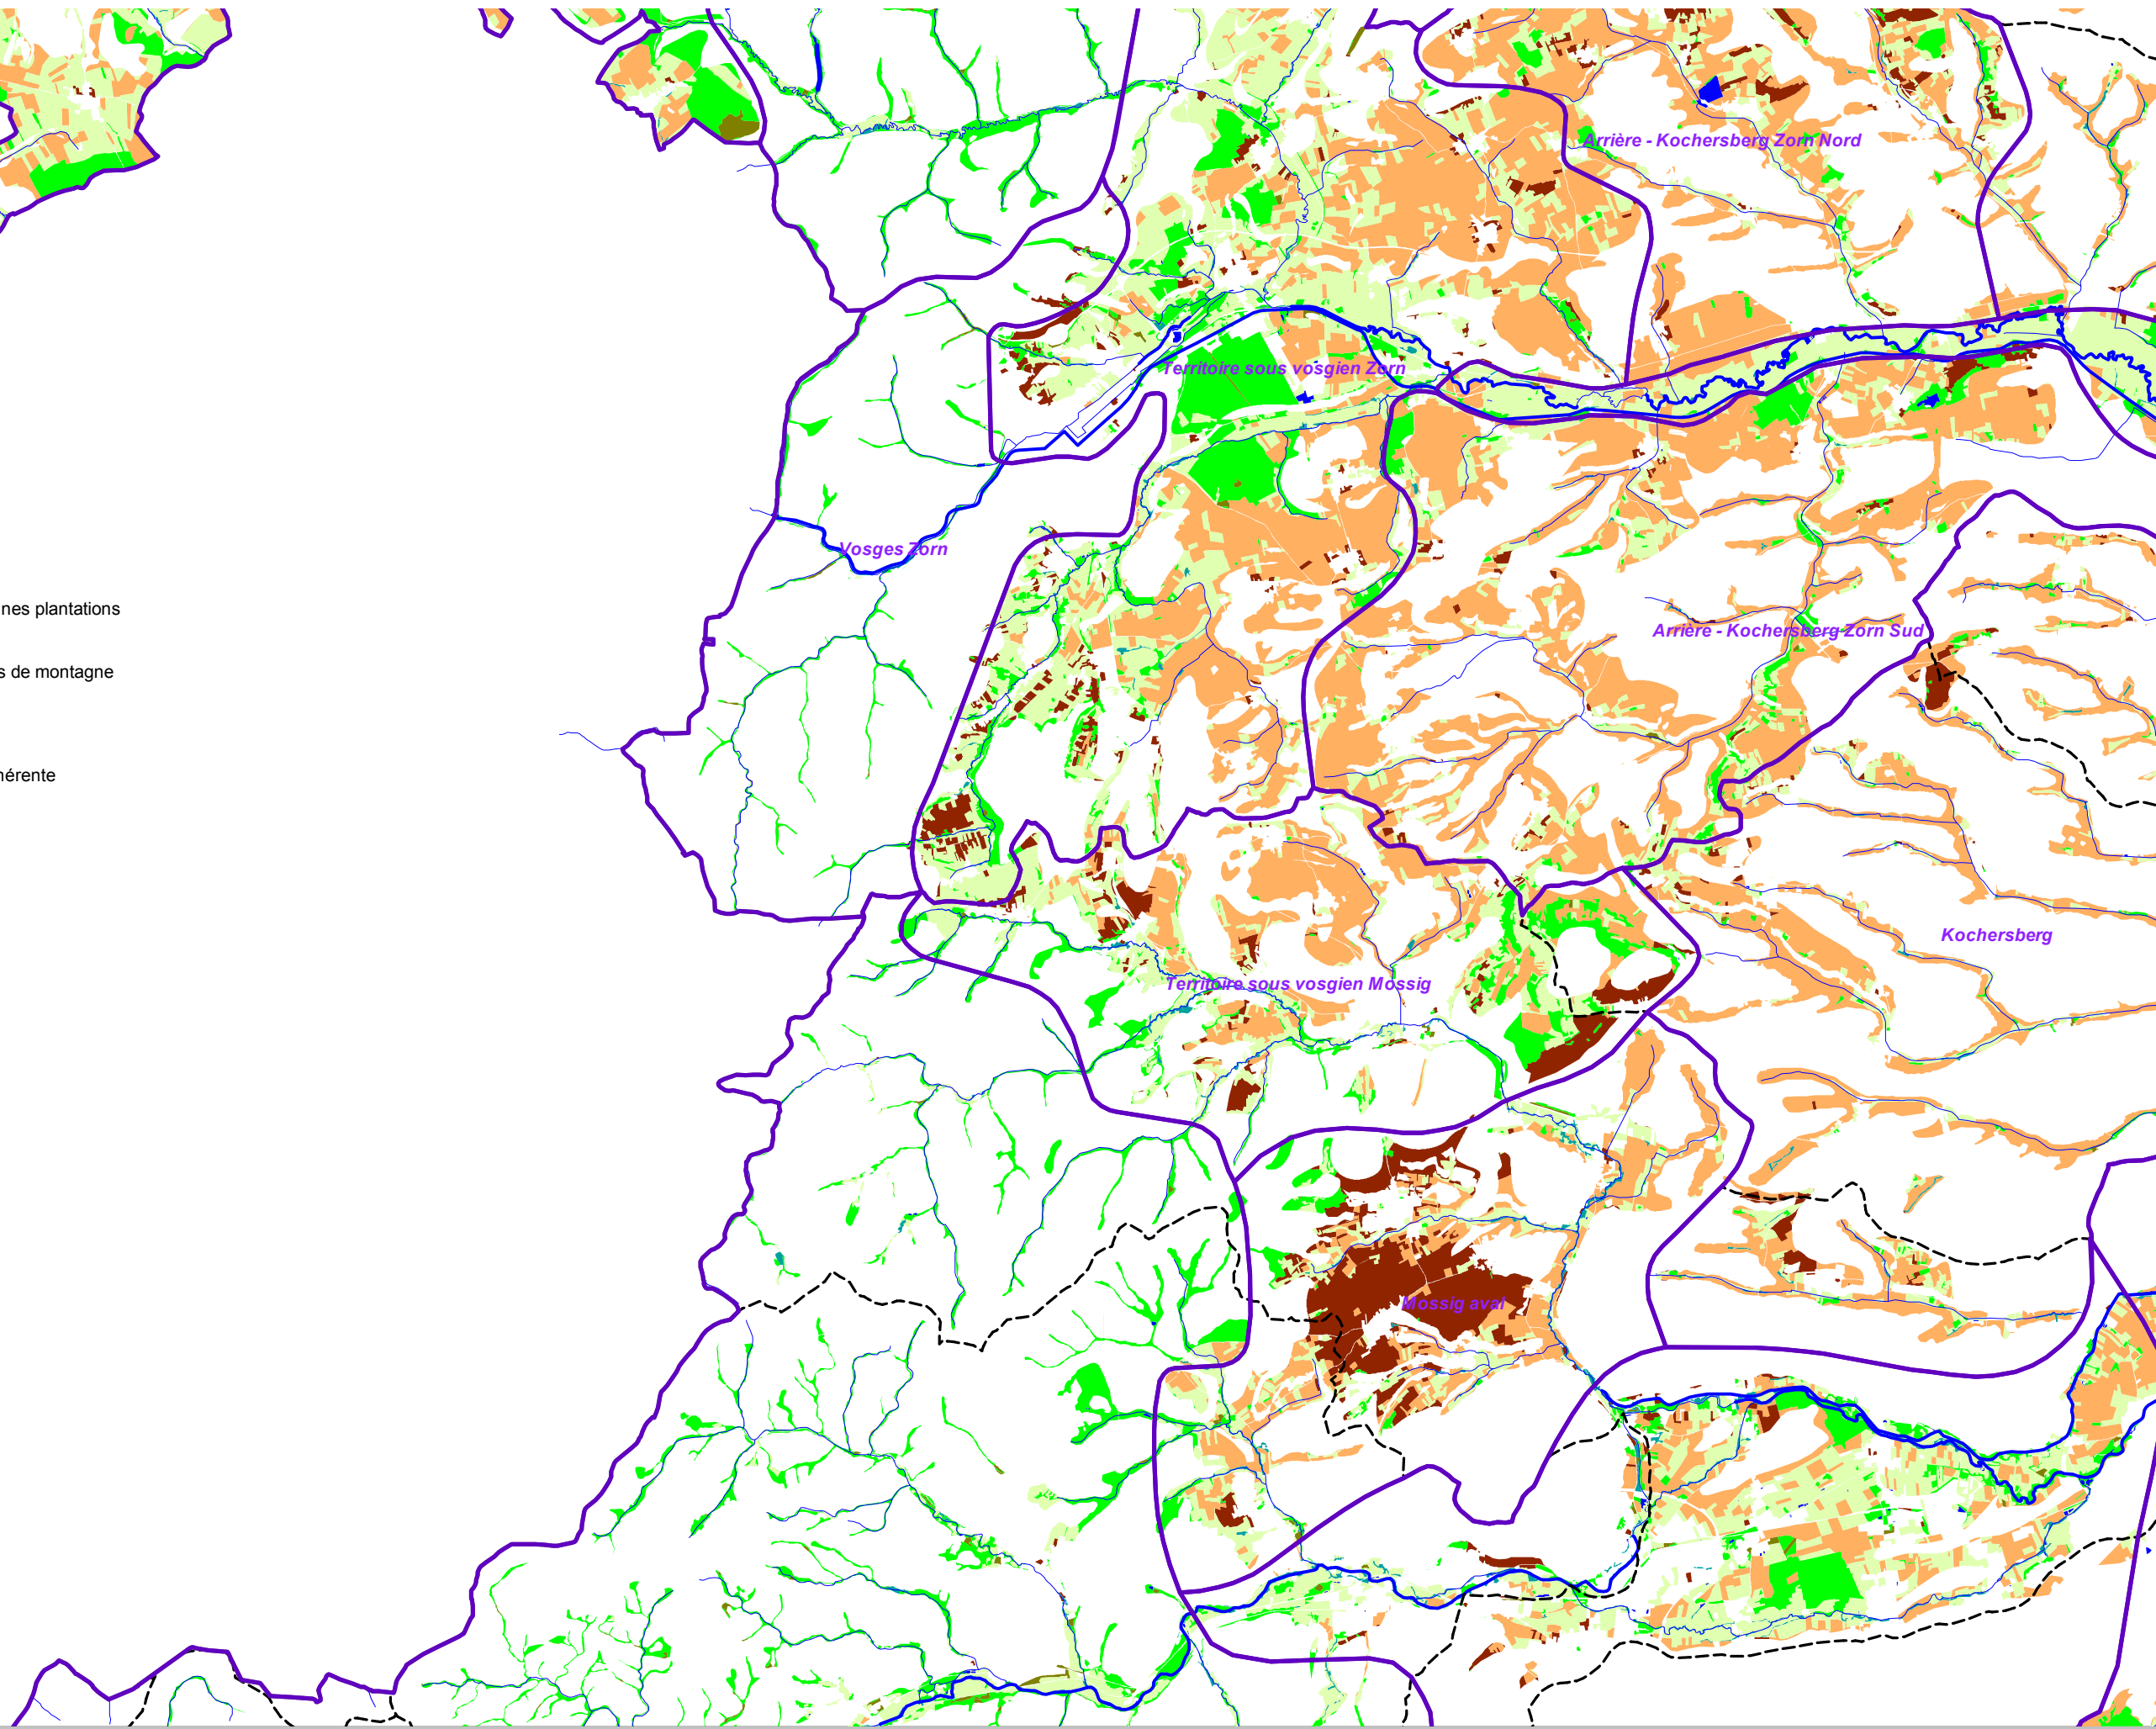 Arrière - Kochersberg Zorn Nord
Territoire sous vosgien Zorn
Vosges Zorn
nes plantations
Arrière - Kochersberg Zorn Sud
s de montagne
hérente
Kochersberg
Territoire sous vosgien Mossig
Mossig aval